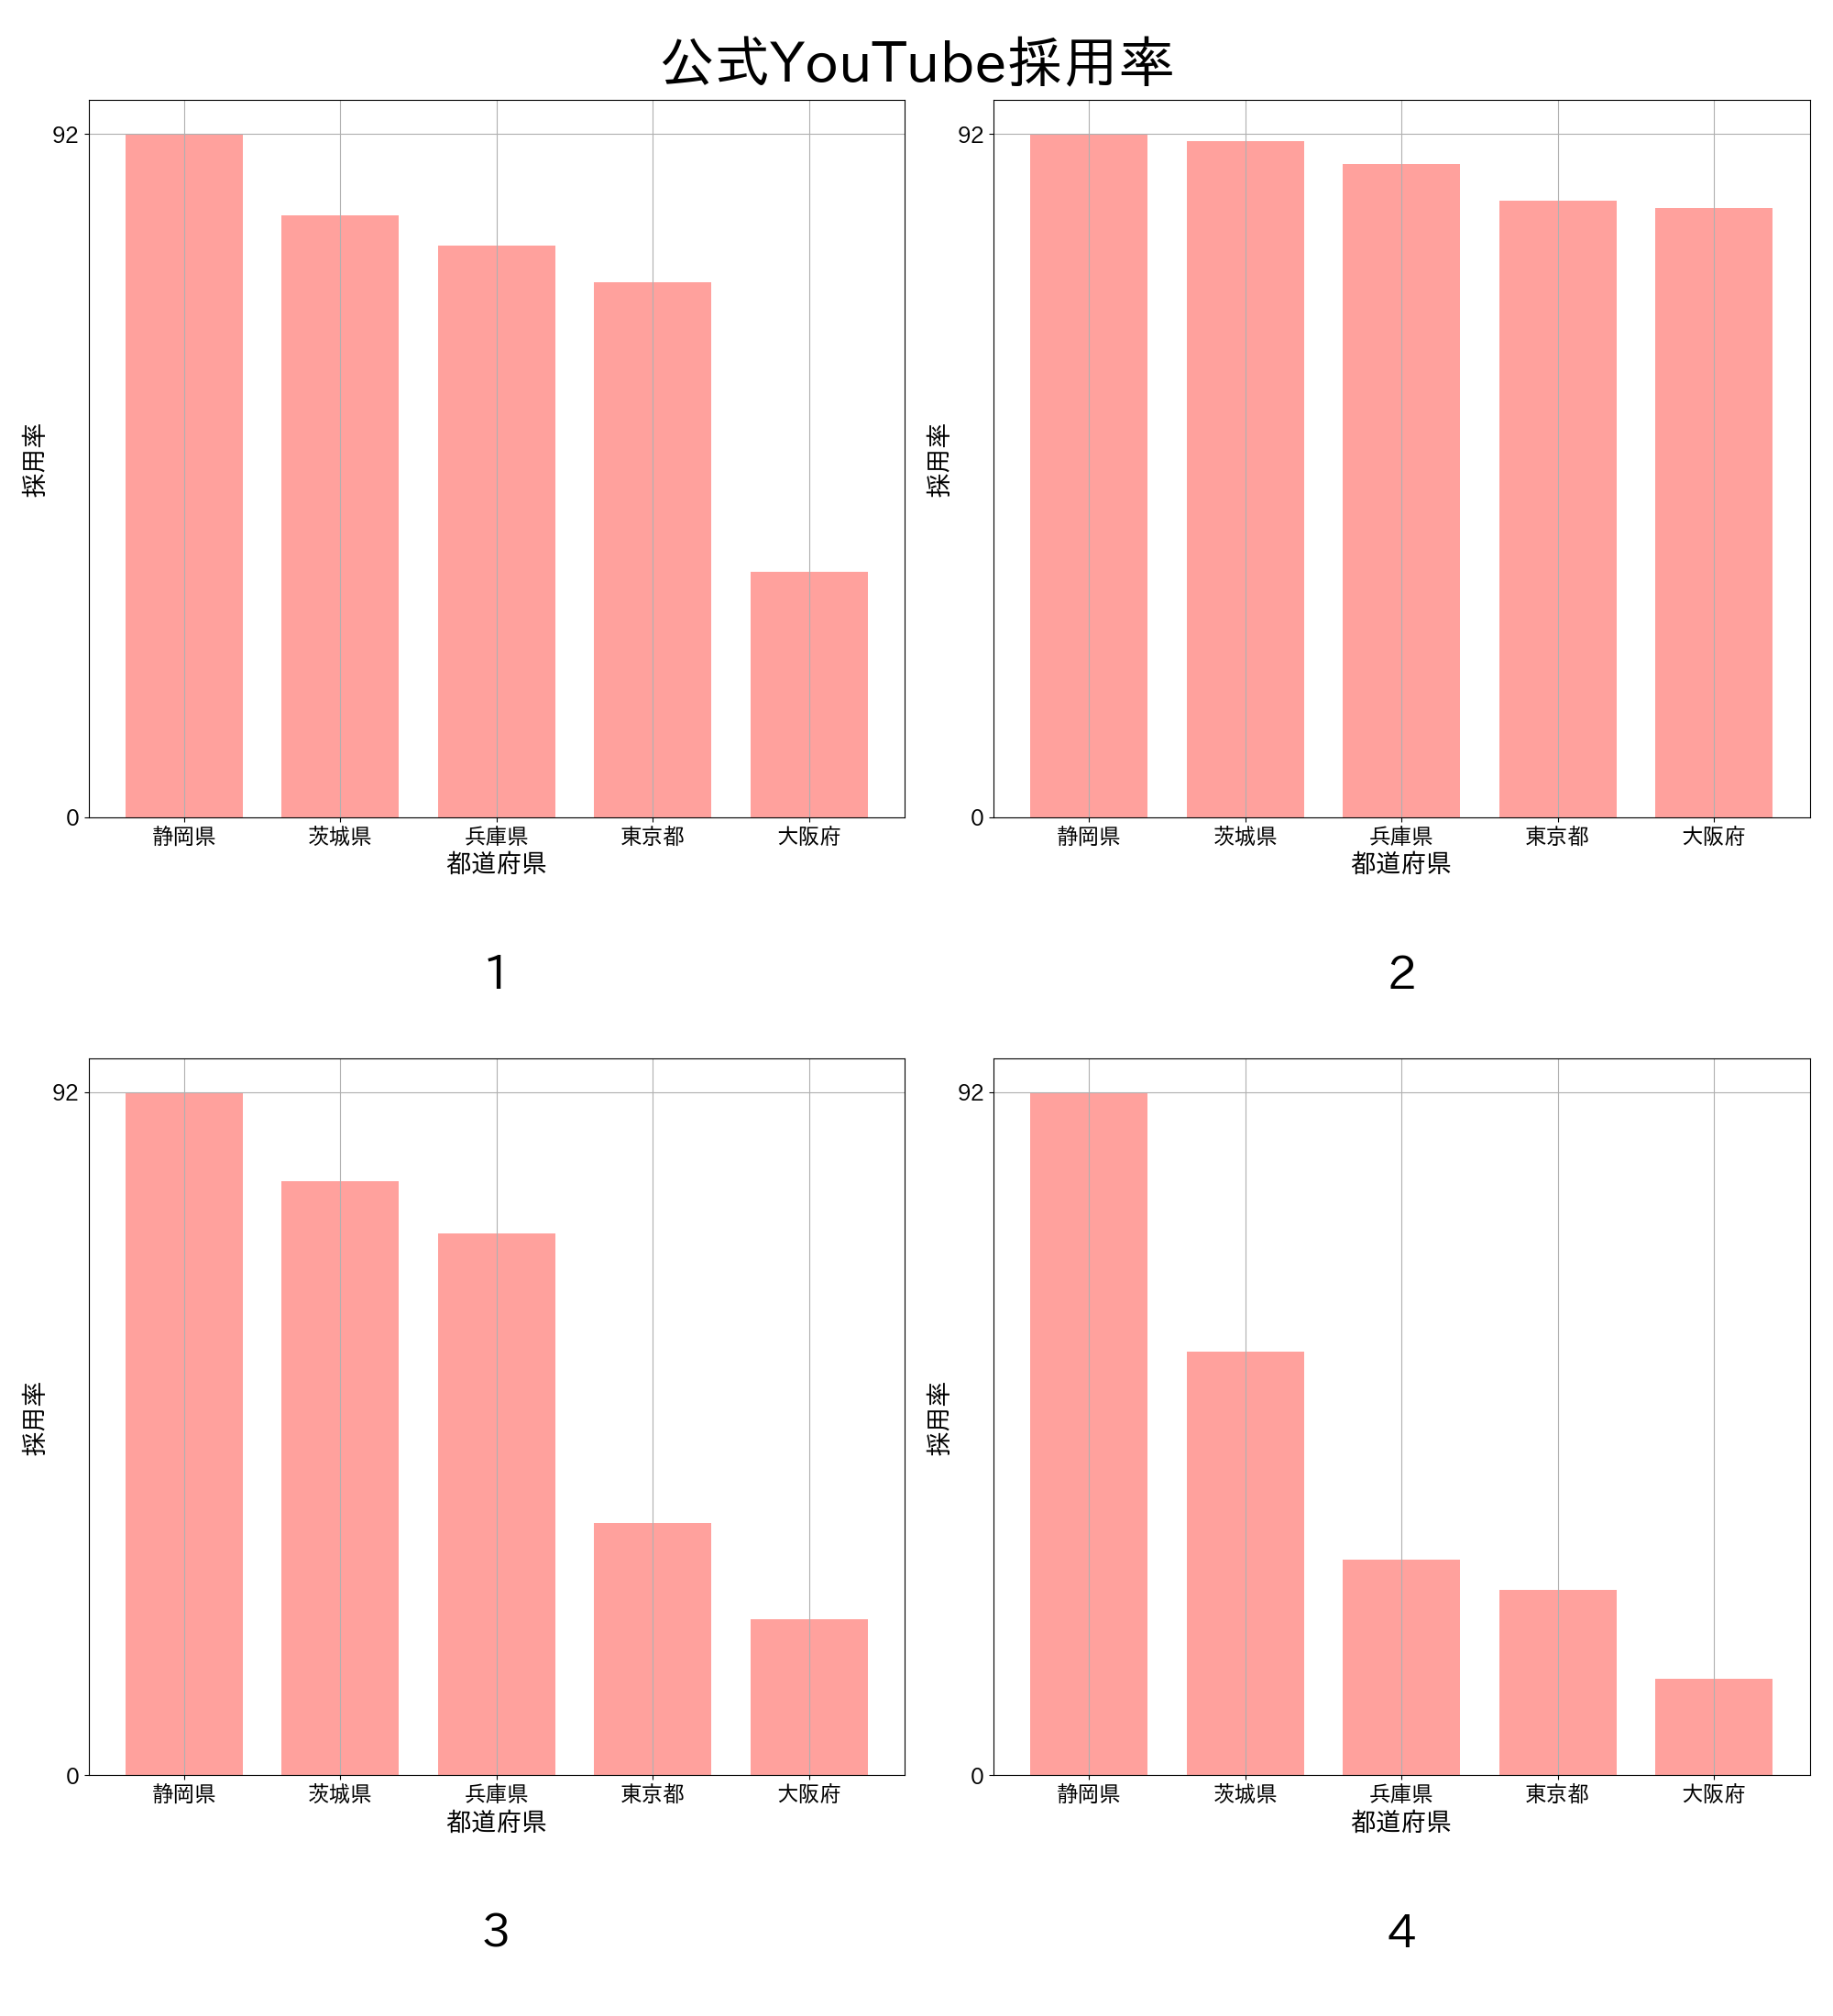 公式YouTube採用率
92
0
採用率
静岡県 茨城県 兵庫県 東京都 大阪府
都道府県
1
92
0
採用率
静岡県 茨城県 兵庫県 東京都 大阪府
都道府県
2
92
0
採用率
静岡県 茨城県 兵庫県 東京都 大阪府
都道府県
3
92
0
採用率
静岡県 茨城県 兵庫県 東京都 大阪府
都道府県
4